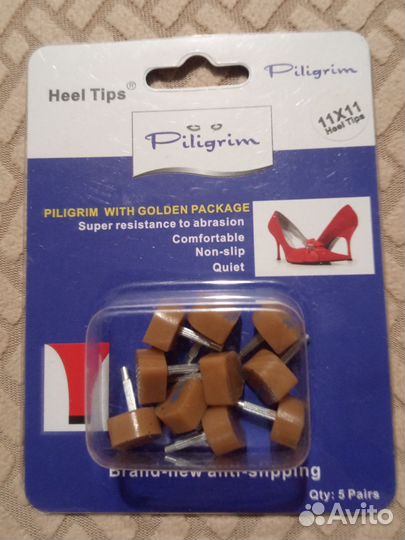 Heel Tips®
Piligrim
11X11
Heel Tips
Piligrim
PILIGRIM WITH GOLDEN PACKAGE
Super resistance to abrasion
Comfortable
Non-slip
Quiet
Brand-new anti-slipping
Qty: 5 Pairs
Avito